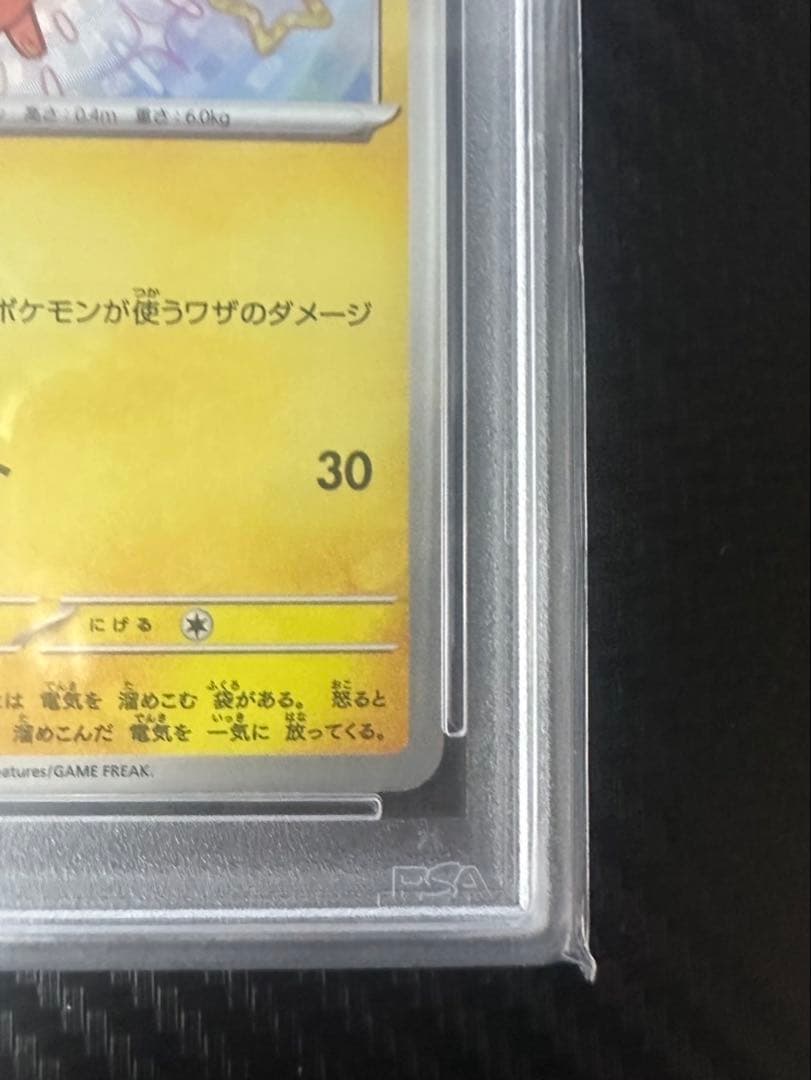 高さ:0.4m 重さ:6.0kg
ポケモンが使うワザのダメージ
30
にげる
は 電気を 溜めこむ 袋がある。 怒ると
溜めこんだ 電気を 一気に 放ってくる。
eatures/GAME FREAK.
PSA